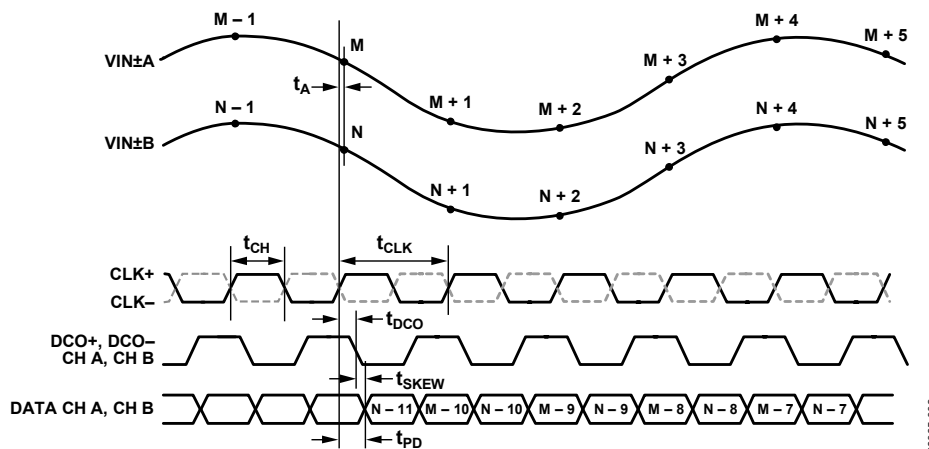 M – 1
M
M + 1
M + 2
M + 3
M + 4
M + 5
VIN±A
tA
N – 1
N
N + 1
N + 2
N + 3
N + 4
N + 5
VIN±B
tCH
tCLK
CLK+
CLK–
tDCO
DCO+, DCO–
CH A, CH B
tSKEW
DATA CH A, CH B
N – 11 M – 10 N – 10 M – 9 N – 9 M – 8 N – 8 M – 7 N – 7
tPD